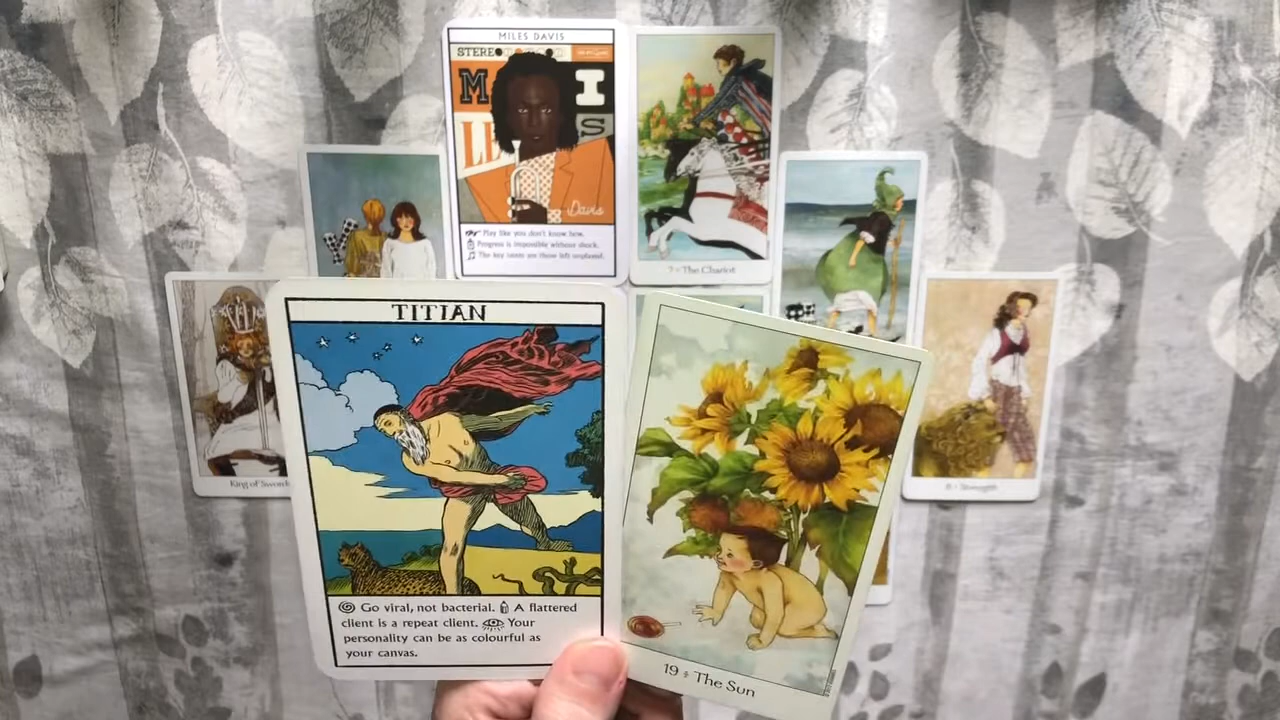 MILES DAVIS
STEREO
M I
LE S
Davis
Play like you don't know how.
Progress is impossible without shock.
The key notes are those left unplayed.
7 The Chariot
King of Swords
8 Strength
TITIAN
Go viral, not bacterial. A flattered
client is a repeat client. Your
personality can be as colourful as
your canvas.
19 The Sun